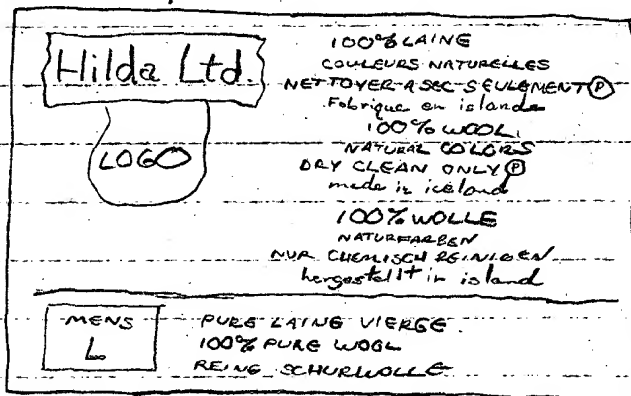 Hilda Ltd.
LOGO
100% LAINE
COULEURS NATURELLES
NETTOYER-A SEC-SEULEMENT Ⓟ
Fabrique en islande
100% WOOL.
NATURAL COLORS
DRY CLEAN ONLY Ⓟ
made in iceland
100% WOLLE
NATURFARBEN
NUR CHEMISCH REINIGEN
hergestellt in island
MENS
L
PURE LAINE VIERGE.
100% PURE WOOL
REINE SCHURWOLLE